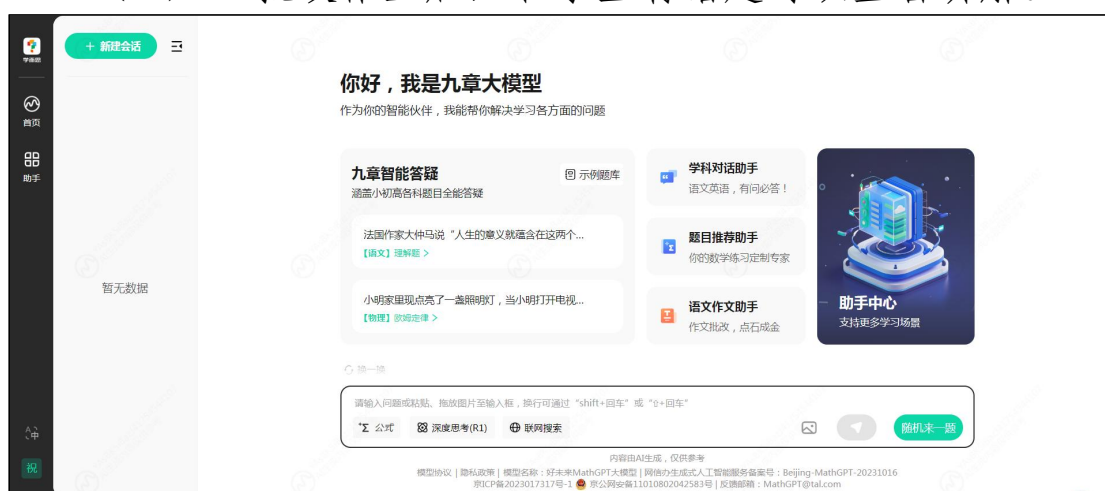 学而思
+ 新建会话
首页
助手
暂无数据
中
祝
你好，我是九章大模型
作为你的智能伙伴，我能帮你解决学习各方面的问题
九章智能答疑
示例题库
涵盖小初高各科题目全能答疑
法国作家大仲马说“人生的意义就蕴含在这两个...
【语文】理解题 >
小明家里现点亮了一盏照明灯，当小明打开电视...
【物理】欧姆定律 >
学科对话助手
语文英语，有问必答！
题目推荐助手
你的数学练习定制专家
语文作文助手
作文批改，点石成金
助手中心
支持更多学习场景
换一换
请输入问题或粘贴、拖放图片至输入框，换行可通过“shift+回车”或“⇧+回车”
公式
深度思考(R1)
联网搜索
随机来一题
内容由AI生成，仅供参考
模型协议 | 隐私政策 | 模型名称：好未来MathGPT大模型 | 网信办生成式人工智能服务备案号：Beijing-MathGPT-20231016
京ICP备2023017317号-1 京公网安备11010802042583号 | 反馈邮箱：MathGPT@tal.com